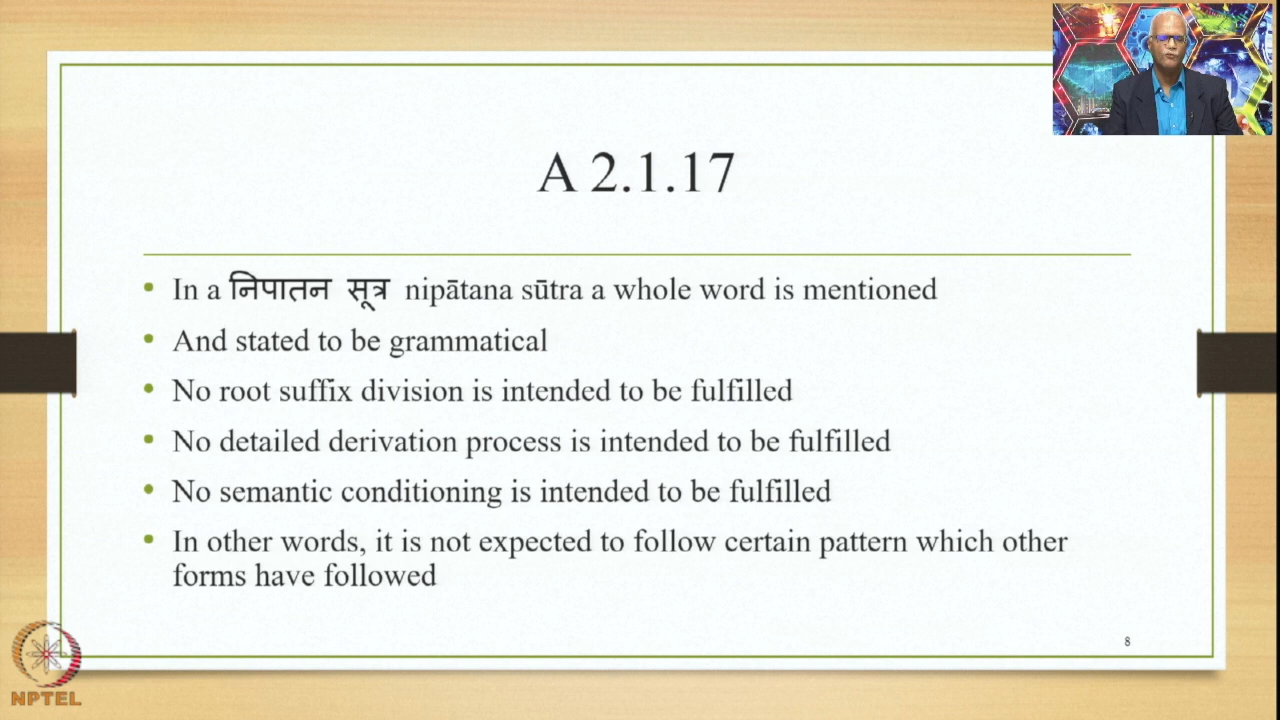 A 2.1.17
• In a निपातन सूत्र nipātana sūtra a whole word is mentioned
• And stated to be grammatical
• No root suffix division is intended to be fulfilled
• No detailed derivation process is intended to be fulfilled
• No semantic conditioning is intended to be fulfilled
• In other words, it is not expected to follow certain pattern which other
forms have followed
8
NPTEL